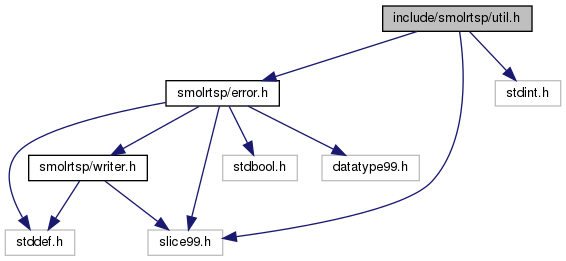 include/smolrtsp/util.h
smolrtsp/error.h
stdint.h
smolrtsp/writer.h
stdbool.h
datatype99.h
stddef.h
slice99.h